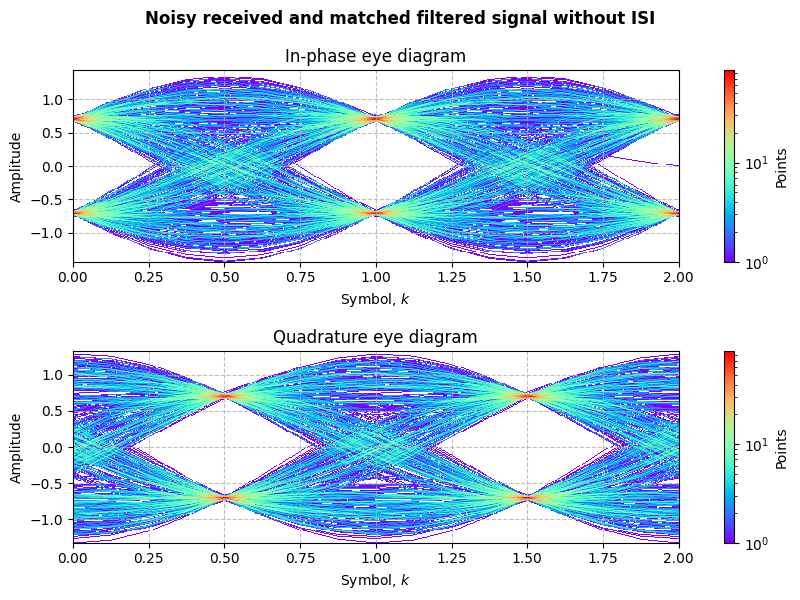 Noisy received and matched filtered signal without ISI
In-phase eye diagram
Amplitude
1.0
0.5
0.0
−0.5
−1.0
0.00 0.25 0.50 0.75 1.00 1.25 1.50 1.75 2.00
Symbol, k
10¹
10⁰
Points
Quadrature eye diagram
Amplitude
1.0
0.5
0.0
−0.5
−1.0
0.00 0.25 0.50 0.75 1.00 1.25 1.50 1.75 2.00
Symbol, k
10¹
10⁰
Points